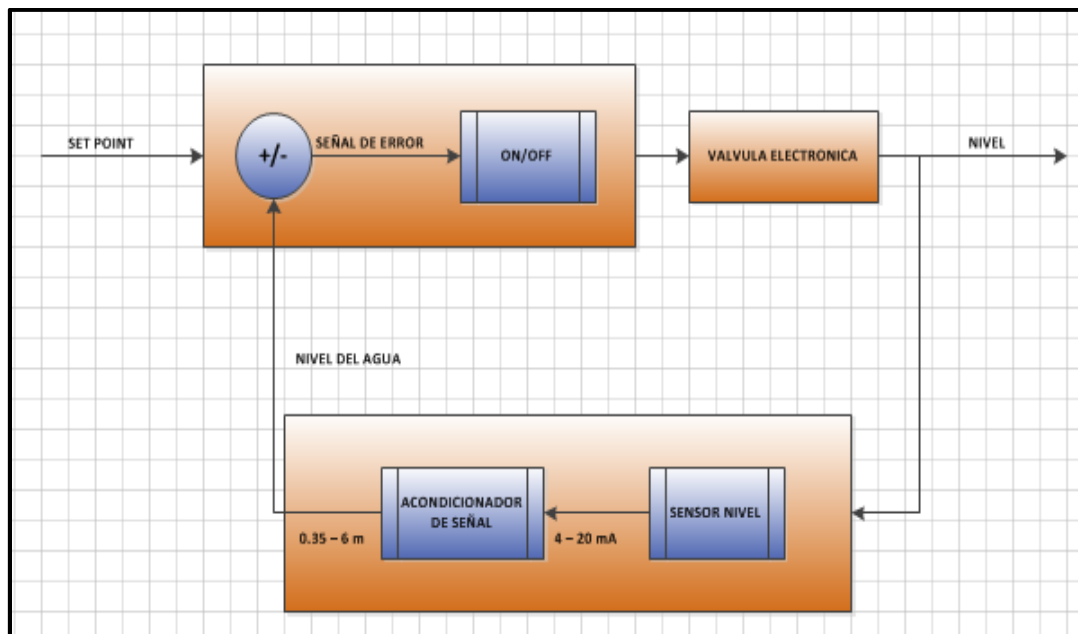 SET POINT
+/-
SEÑAL DE ERROR
ON/OFF
VALVULA ELECTRONICA
NIVEL
NIVEL DEL AGUA
ACONDICIONADOR
DE SEÑAL
SENSOR NIVEL
0.35 – 6 m
4 – 20 mA